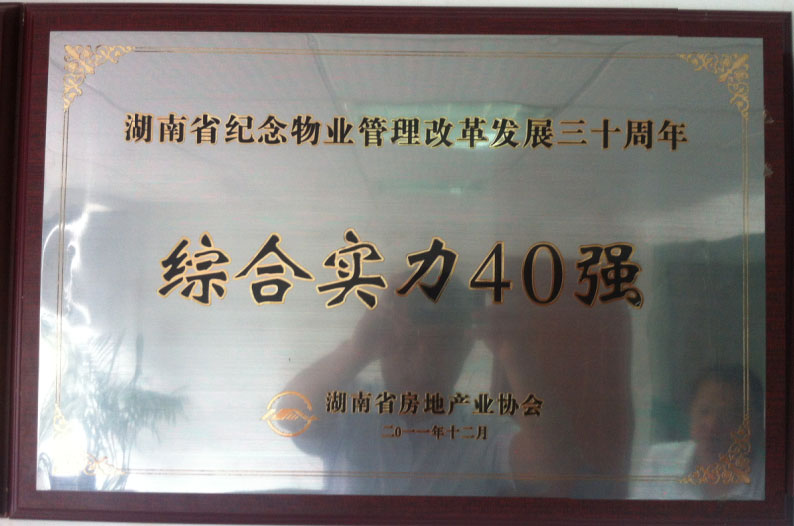 湖南省纪念物业管理改革发展三十周年
综合实力40强
湖南省房地产业协会
二0一一年十二月